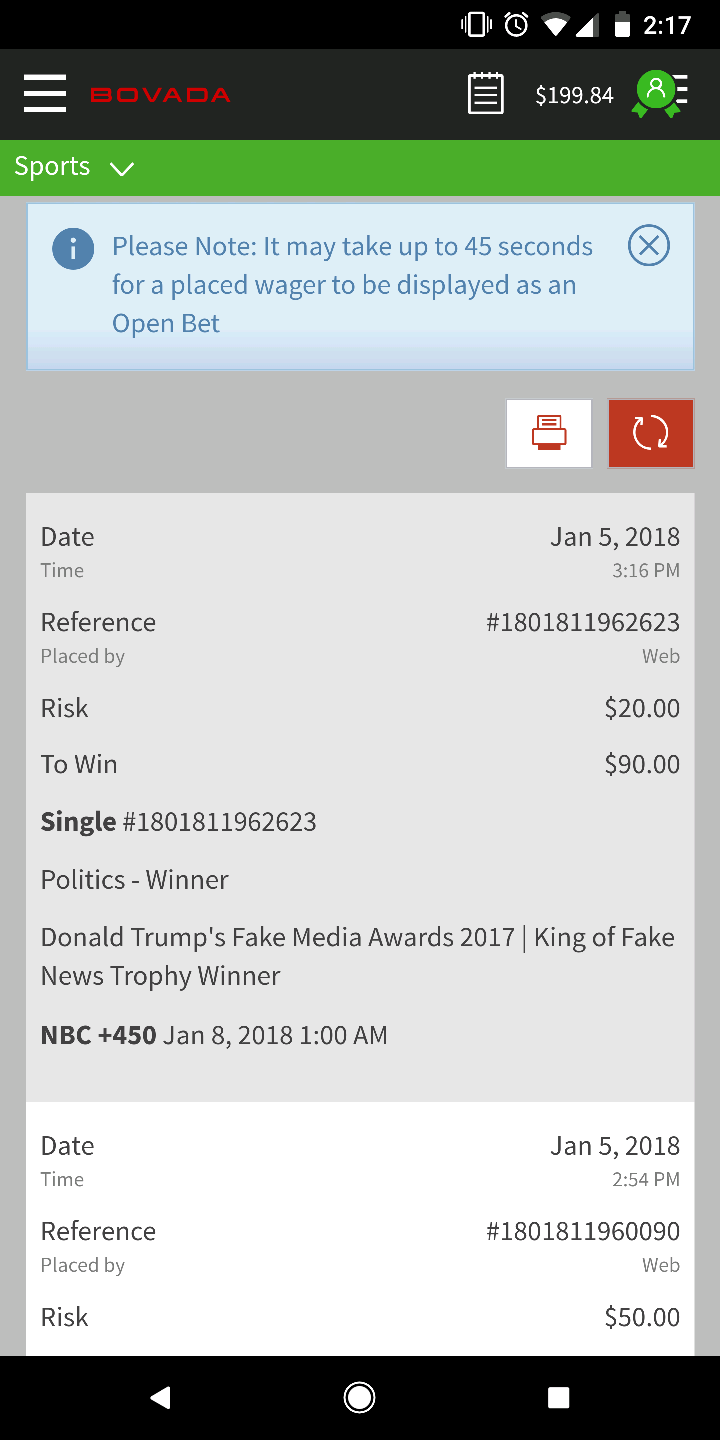 2:17
BOVADA
$199.84
Sports
Please Note: It may take up to 45 seconds
for a placed wager to be displayed as an
Open Bet
Date Jan 5, 2018
Time 3:16 PM
Reference #1801811962623
Placed by Web
Risk $20.00
To Win $90.00
Single #1801811962623
Politics - Winner
Donald Trump's Fake Media Awards 2017 | King of Fake
News Trophy Winner
NBC +450 Jan 8, 2018 1:00 AM
Date Jan 5, 2018
Time 2:54 PM
Reference #1801811960090
Placed by Web
Risk $50.00